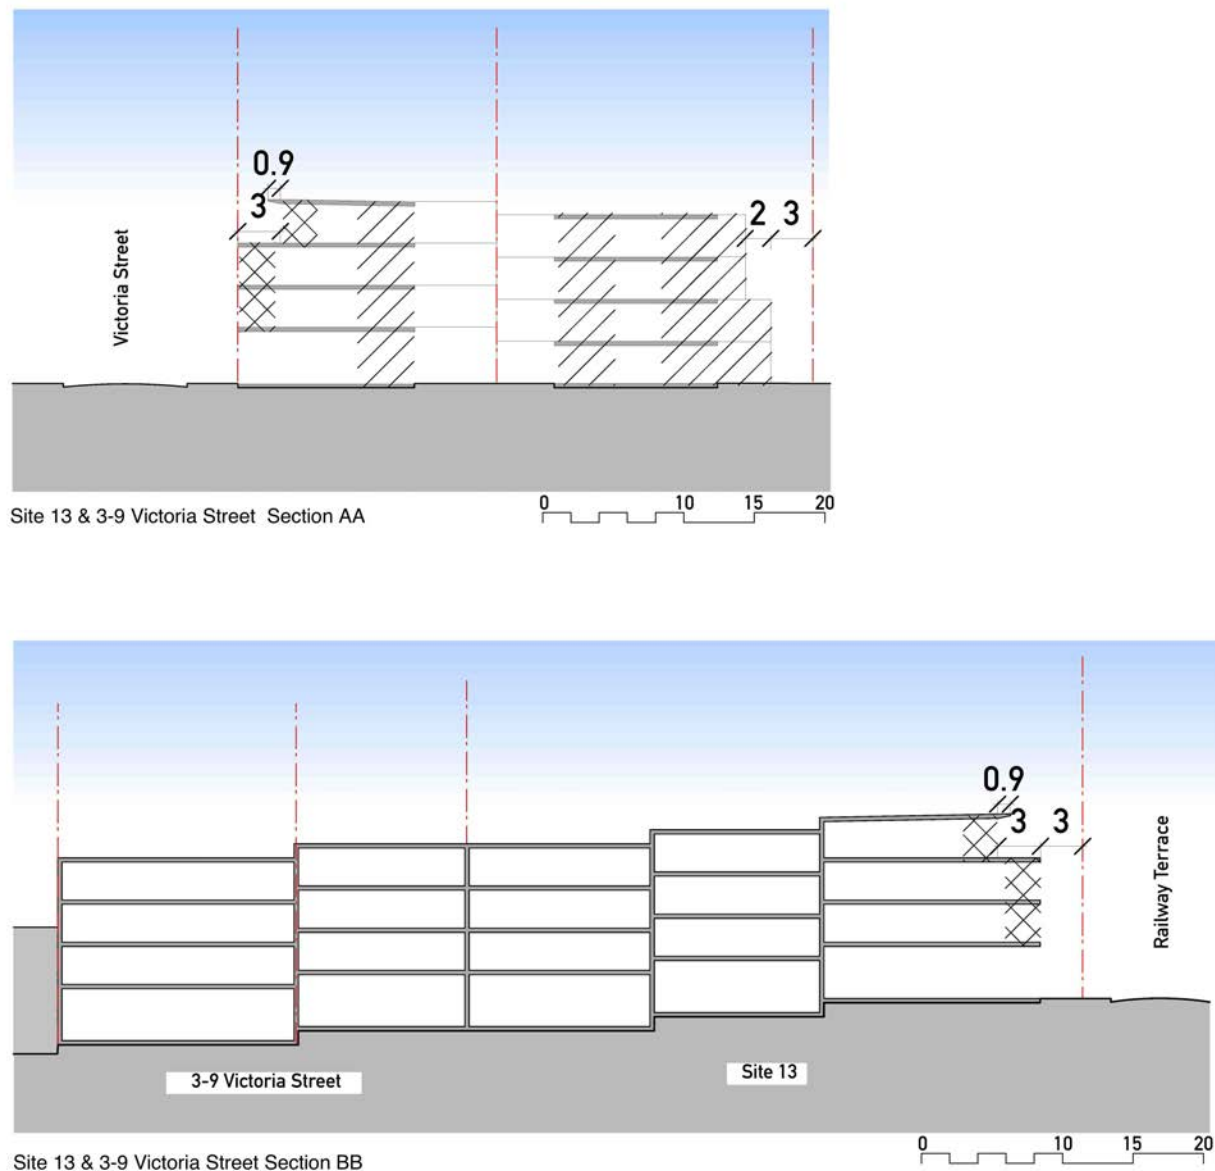 0.9
3
2 3
Victoria Street
0 10 15 20
Site 13 & 3-9 Victoria Street Section AA
0.9
3 3
Railway Terrace
3-9 Victoria Street
Site 13
0 10 15 20
Site 13 & 3-9 Victoria Street Section BB